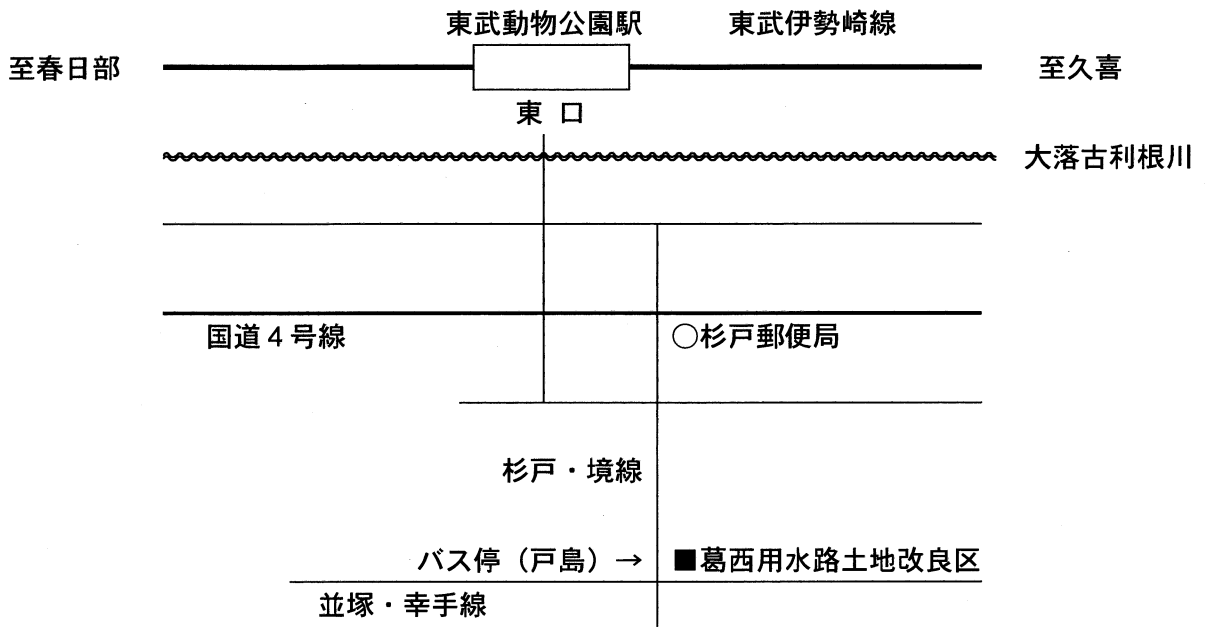 東武動物公園駅
東武伊勢崎線
至春日部
至久喜
東口
大落古利根川
国道4号線
○杉戸郵便局
杉戸・境線
バス停（戸島）→
■葛西用水路土地改良区
並塚・幸手線